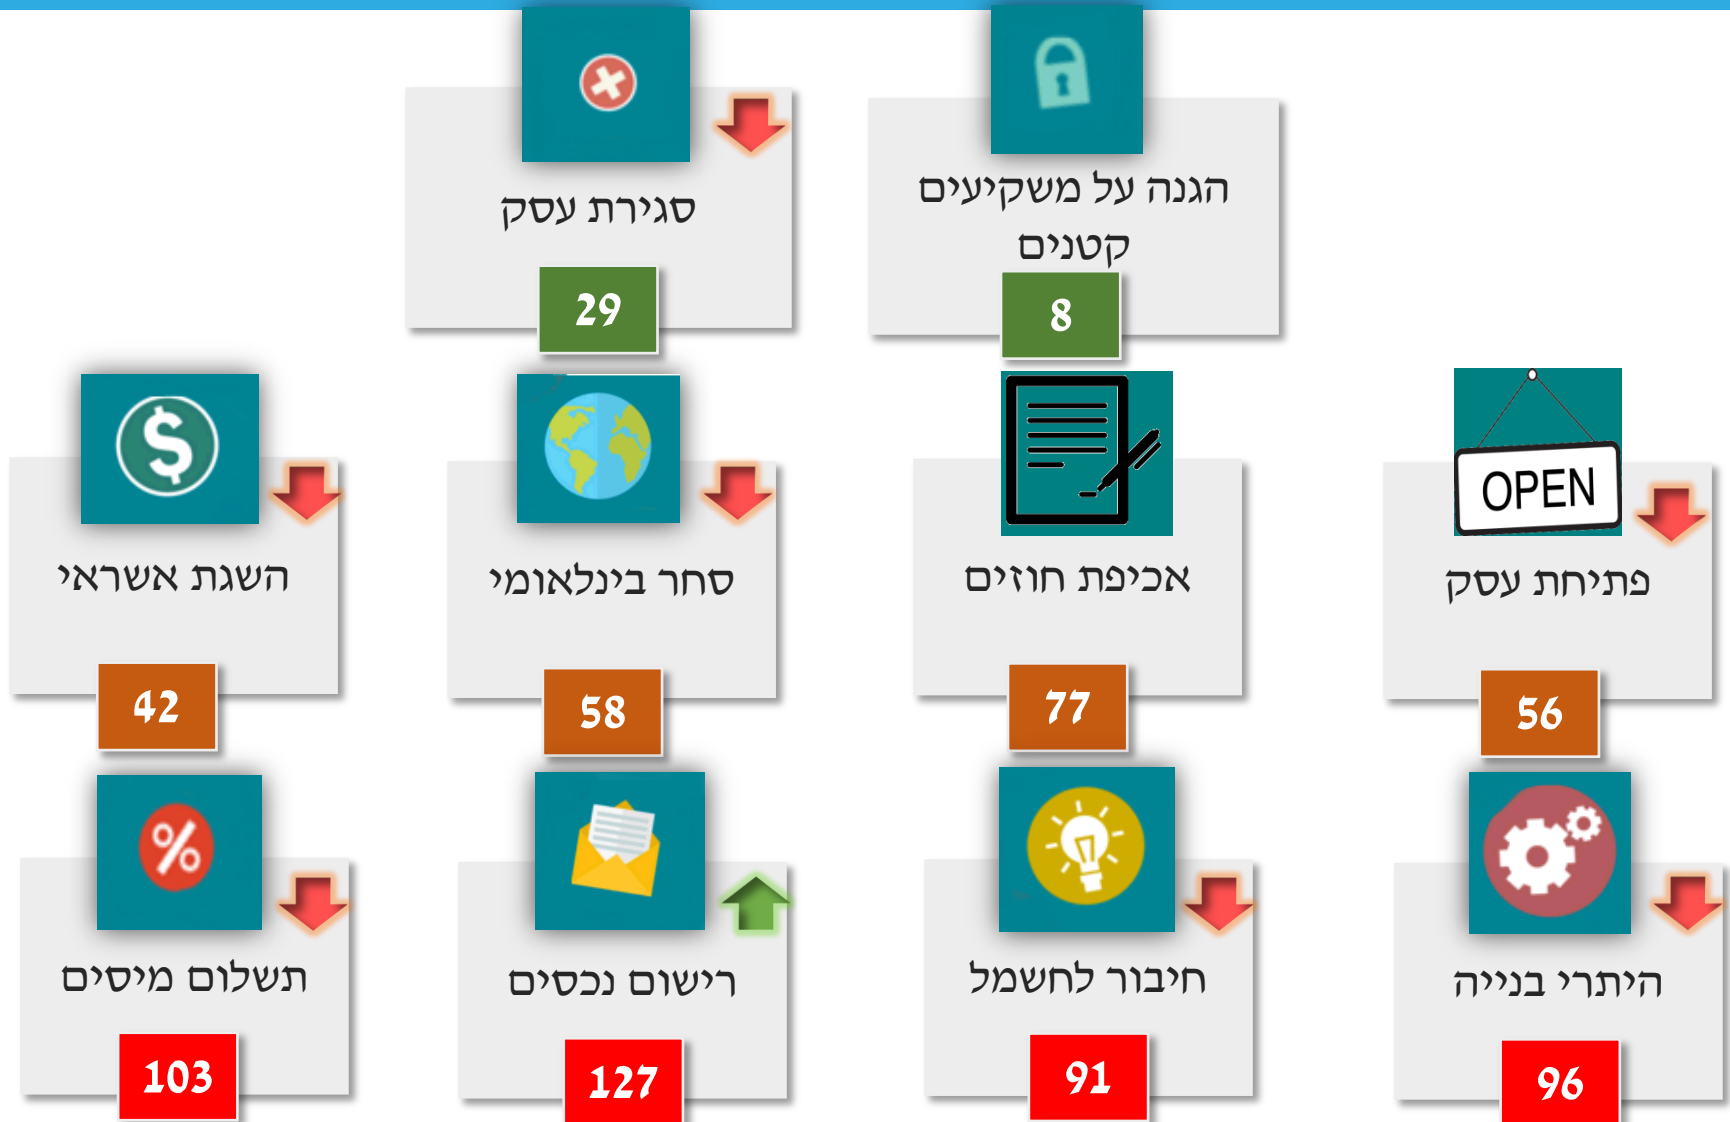 הגנה על משקיעים
קטנים
8
סגירת עסק
29
OPEN
פתיחת עסק
56
אכיפת חוזים
77
סחר בינלאומי
58
$
השגת אשראי
42
היתרי בנייה
96
חיבור לחשמל
91
רישום נכסים
127
%
תשלום מיסים
103